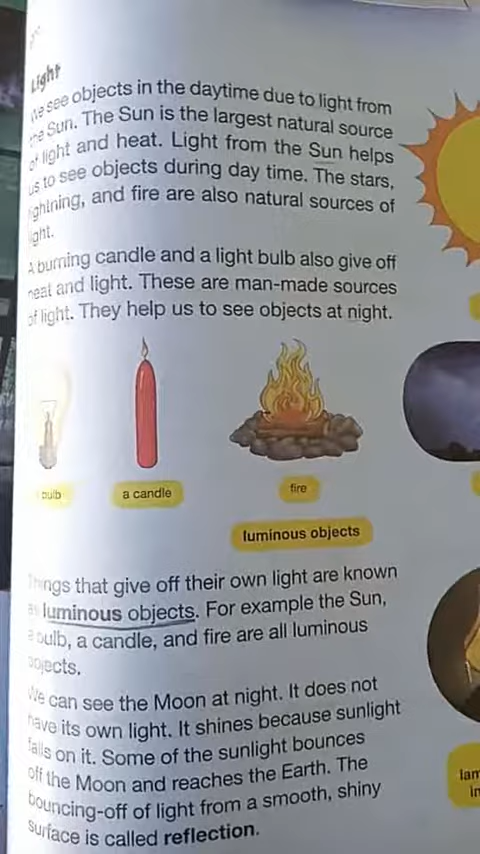 Light
We see objects in the daytime due to light from
the Sun. The Sun is the largest natural source
of light and heat. Light from the Sun helps
us to see objects during day time. The stars,
lightning, and fire are also natural sources of
light.
A burning candle and a light bulb also give off
heat and light. These are man-made sources
of light. They help us to see objects at night.
bulb
a candle
fire
luminous objects
Things that give off their own light are known
as luminous objects. For example the Sun,
a bulb, a candle, and fire are all luminous
objects.
We can see the Moon at night. It does not
have its own light. It shines because sunlight
falls on it. Some of the sunlight bounces
off the Moon and reaches the Earth. The
bouncing-off of light from a smooth, shiny
surface is called reflection.